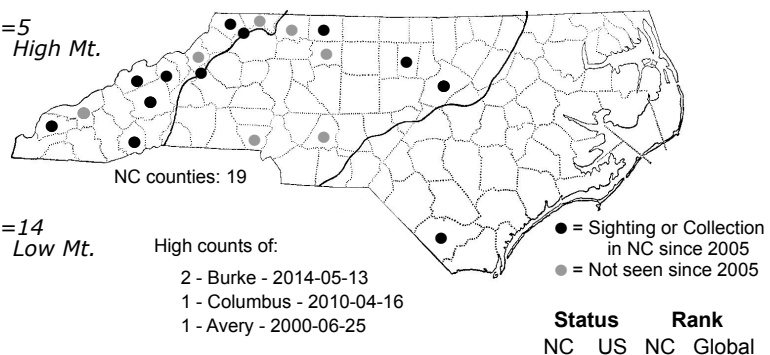 =5
High Mt.
NC counties: 19
=14
Low Mt.
High counts of:
2 - Burke - 2014-05-13
1 - Columbus - 2010-04-16
1 - Avery - 2000-06-25
● = Sighting or Collection
in NC since 2005
● = Not seen since 2005
Status Rank
NC US NC Global